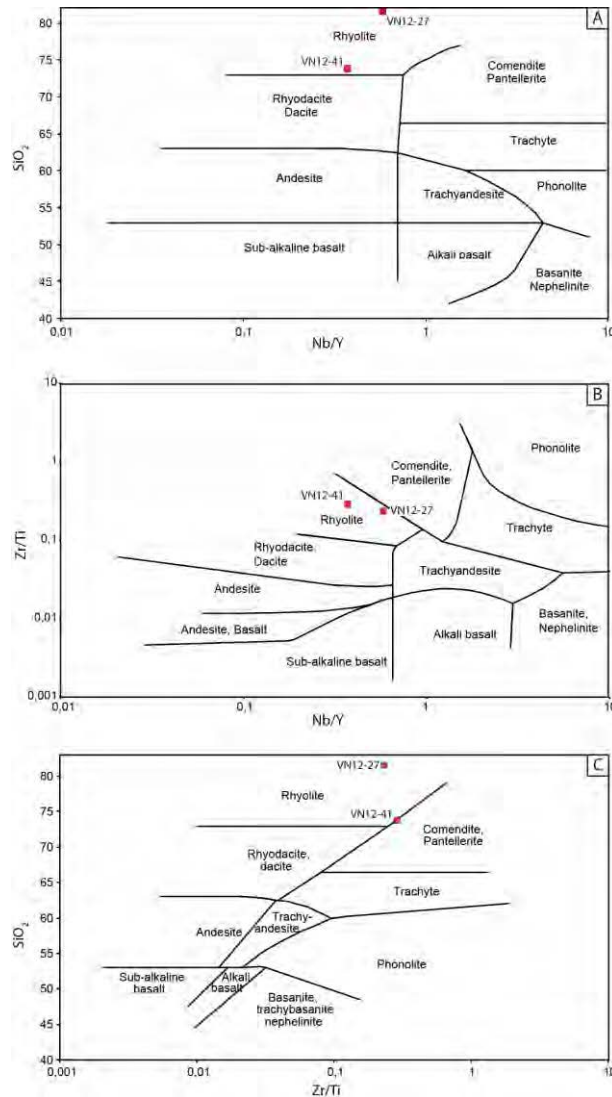 A
80
75
70
65
60
55
50
45
40
SiO2
VN12-27
Rhyolite
VN12-41
Comendite
Pantellerite
Rhyodacite
Dacite
Trachyte
Andesite
Phonolite
Trachyandesite
Sub-alkaline basalt
Alkali basalt
Basanite
Nephelinite
0,01
0,1
1
10
Nb/Y
B
10
1
0,1
0,01
0,001
Zr/Ti
Phonolite
Comendite,
Pantellerite
VN12-41
VN12-27
Rhyolite
Trachyte
Rhyodacite,
Dacite
Trachyandesite
Andesite
Andesite, Basalt
Basanite,
Nephelinite
Alkali basalt
Sub-alkaline basalt
0,01
0,1
1
10
Nb/Y
C
80
75
70
65
60
55
50
45
40
SiO2
VN12-27
Rhyolite
VN12-41
Comendite,
Pantellerite
Rhyodacite,
dacite
Trachyte
Trachy-
andesite
Andesite
Phonolite
Sub-alkaline
basalt
Alkali
basalt
Basanite,
trachybasanite
nephelinite
0,001
0,01
0,1
1
10
Zr/Ti